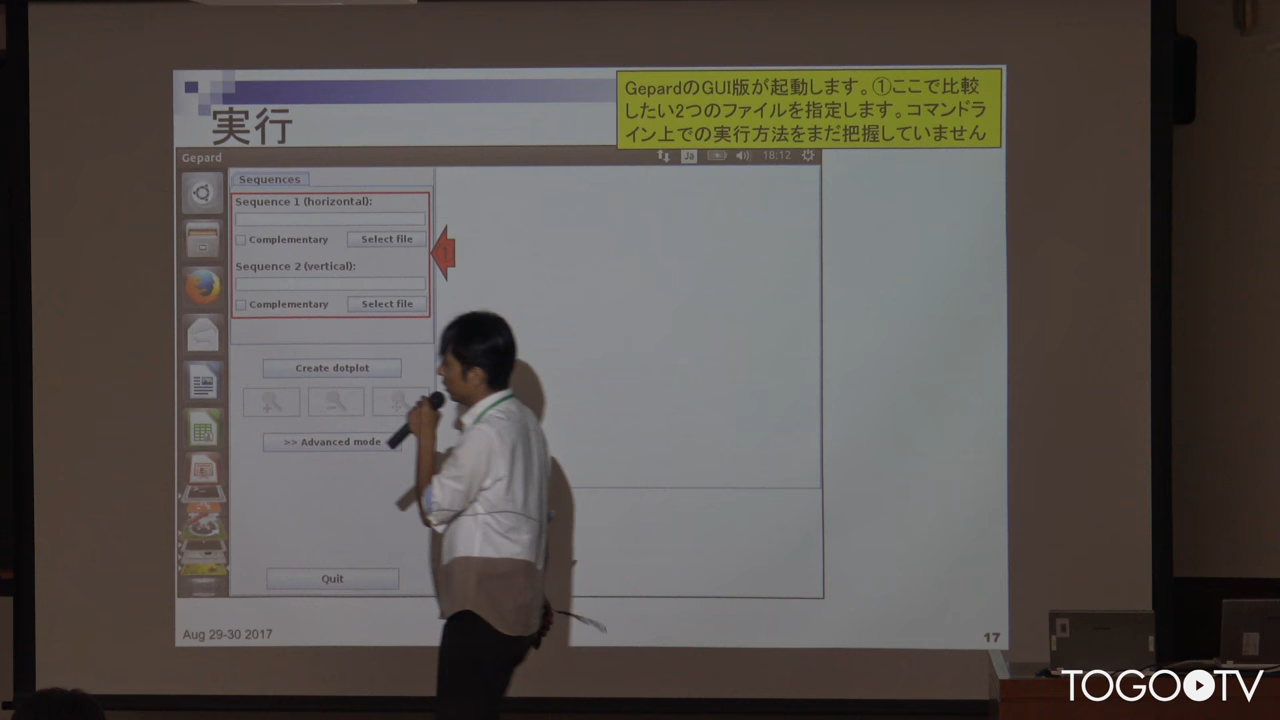 GepardのGUI版が起動します。①ここで比較
したい2つのファイルを指定します。コマンドラ
イン上での実行方法をまだ把握していません
実行
Gepard
Ja
18:12
Sequences
Sequence 1 (horizontal):
Complementary
Select file
1
Sequence 2 (vertical):
Complementary
Select file
Create dotplot
>> Advanced mode
Quit
Aug 29-30 2017
17
TOGO TV